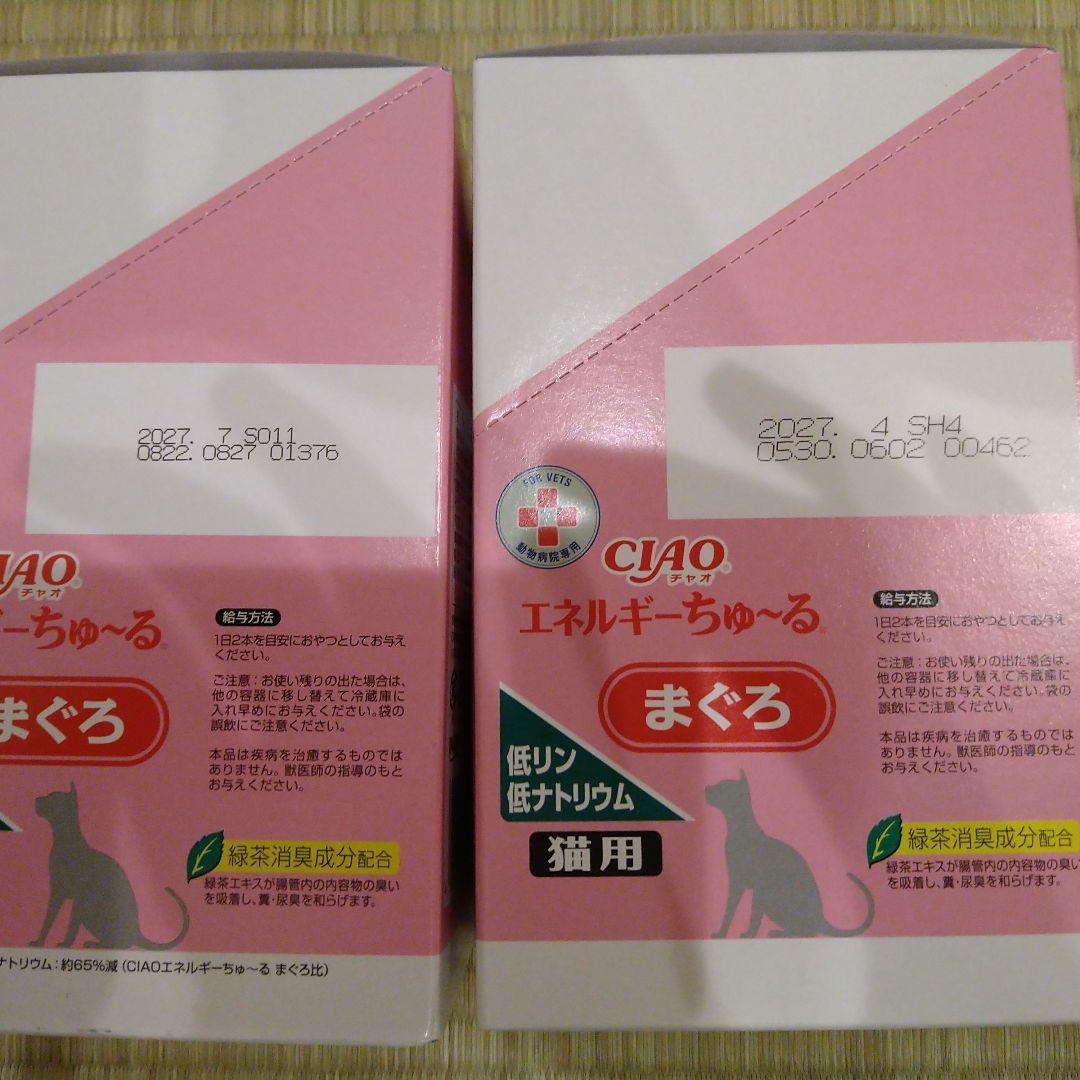 2027. 7 S011
0822. 0827 01376
IAO
ギーちゅ〜る
まぐろ
給与方法
1日2本を目安におやつとしてお与え
ください。
ご注意：お使い残りの出た場合は、
他の容器に移し替えて冷蔵庫に
入れ早めにお与えください。袋の
誤飲にご注意ください。
本品は疾病を治癒するものでは
ありません。獣医師の指導のもと
お与えください。
緑茶消臭成分配合
緑茶エキスが腸管内の内容物の臭い
を吸着し、糞・尿臭を和らげます。
ナトリウム：約65%減（CIAOエネルギーちゅ〜る まぐろ比）
2027. 4 SH4
0530. 0602 00462
FOR VETS
動物病院専用
CIAO
チャオ
エネルギーちゅ〜る
まぐろ
低リン
低ナトリウム
猫用
給与方法
1日2本を目安におやつとしてお与え
ください。
ご注意：お使い残りの出た場合は、
他の容器に移し替えて冷蔵庫に
入れ早めにお与えください。袋の
誤飲にご注意ください。
本品は疾病を治癒するものでは
ありません。獣医師の指導のもと
お与えください。
緑茶消臭成分配合
緑茶エキスが腸管内の内容物の臭い
を吸着し、糞・尿臭を和らげます。